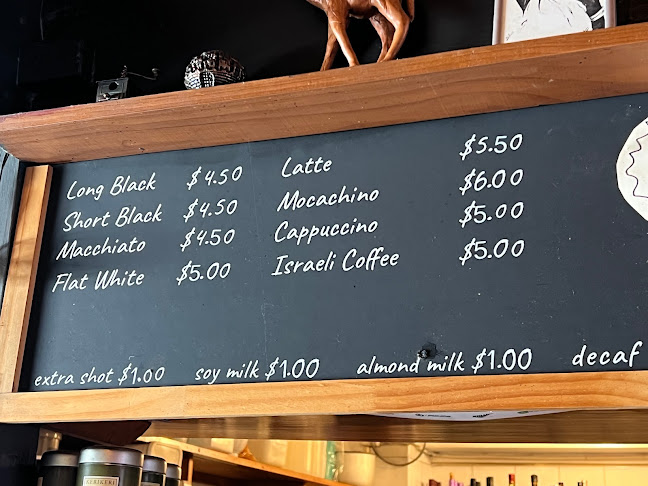 Long Black $4.50
Short Black $4.50
Macchiato $4.50
Flat White $5.00
Latte $5.50
Mocachino $6.00
Cappuccino $5.00
Israeli Coffee $5.00
extra shot $1.00 soy milk $1.00 almond milk $1.00 decaf
KERIKERI